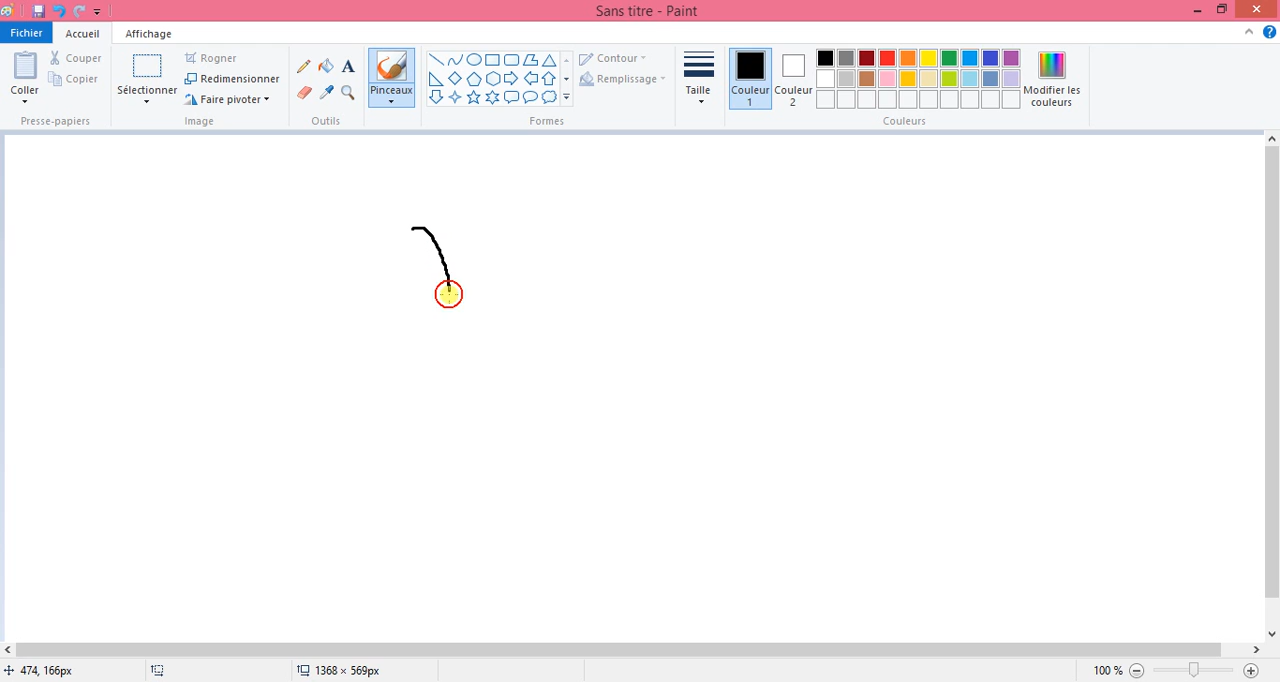 Sans titre - Paint
Fichier Accueil Affichage
Coller
Couper
Copier
Presse-papiers
Sélectionner
Rogner
Redimensionner
Faire pivoter
Image
A
Outils
Pinceaux
Formes
Contour
Remplissage
Taille
Couleur 1
Couleur 2
Modifier les couleurs
Couleurs
474, 166px
1368 × 569px
100 %